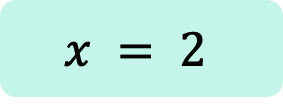 x = 2